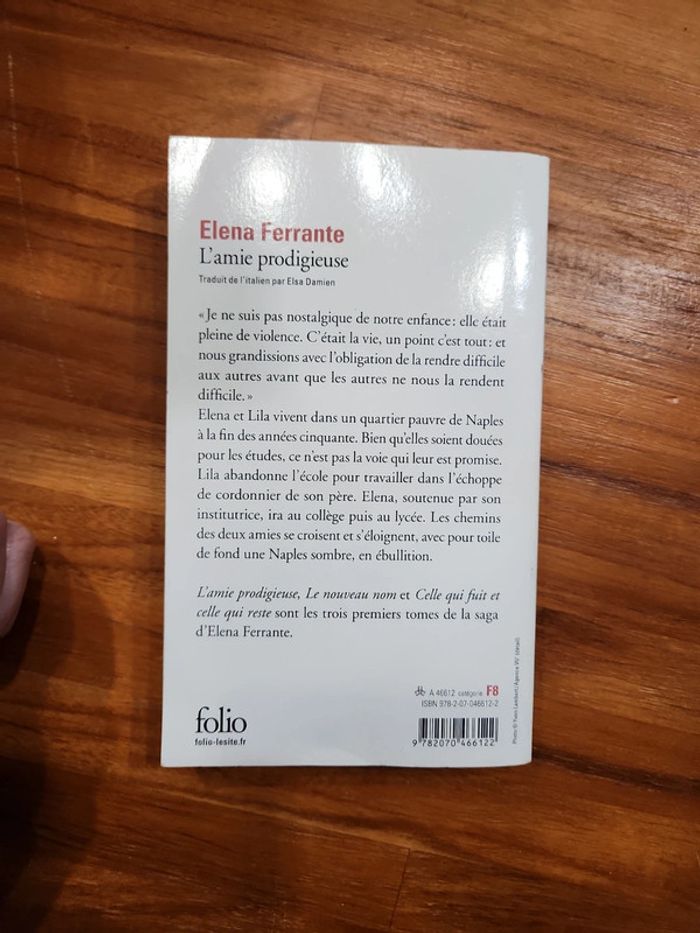 Elena Ferrante
L'amie prodigieuse
Traduit de l'italien par Elsa Damien
« Je ne suis pas nostalgique de notre enfance : elle était
pleine de violence. C'était la vie, un point c'est tout : et
nous grandissions avec l'obligation de la rendre difficile
aux autres avant que les autres ne nous la rendent
difficile. »
Elena et Lila vivent dans un quartier pauvre de Naples
à la fin des années cinquante. Bien qu'elles soient douées
pour les études, ce n'est pas la voie qui leur est promise.
Lila abandonne l'école pour travailler dans l'échoppe
de cordonnier de son père. Elena, soutenue par son
institutrice, ira au collège puis au lycée. Les chemins
des deux amies se croisent et s'éloignent, avec pour toile
de fond une Naples sombre, en ébullition.
L'amie prodigieuse, Le nouveau nom et Celle qui fuit et
celle qui reste sont les trois premiers tomes de la saga
d'Elena Ferrante.
folio
folio-lesite.fr
A 46612 catégorie F8
ISBN 978-2-07-046612-2
9 782070 466122
Photo © Yvon Lambert / Agence VU' (détail).